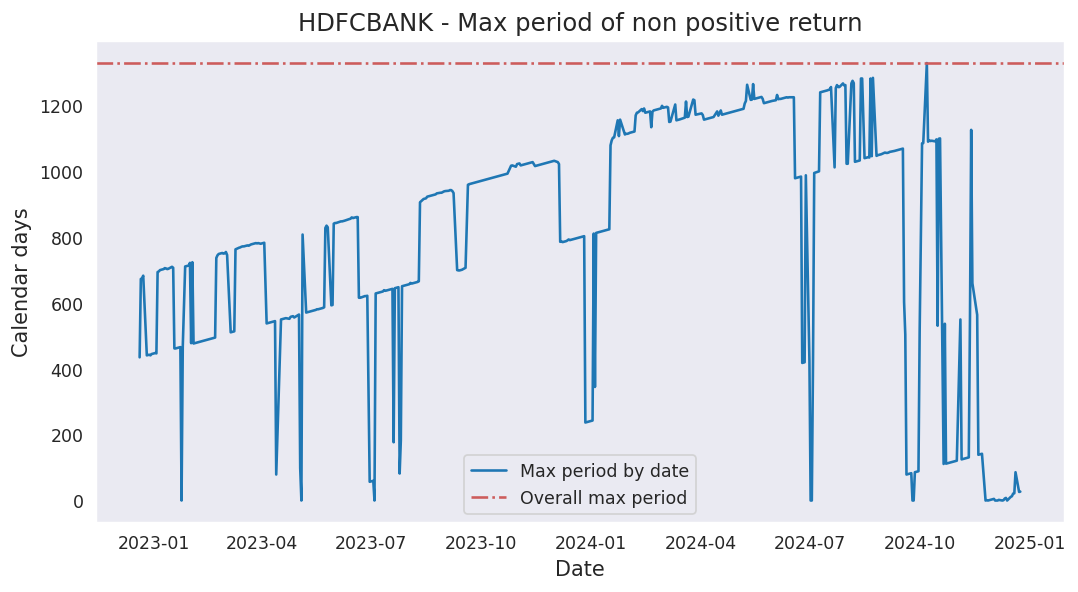 HDFCBANK - Max period of non positive return
Calendar days
1200
1000
800
600
400
200
0
Max period by date
Overall max period
2023-01 2023-04 2023-07 2023-10 2024-01 2024-04 2024-07 2024-10 2025-01
Date